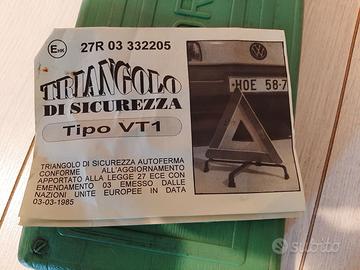 27R 03 332205
TRIANGOLO
DI SICUREZZA
Tipo VT1
HOE 58-7
TRIANGOLO DI SICUREZZA AUTOFERMA
CONFORME ALL'AGGIORNAMENTO
APPORTATO ALLA LEGGE 27 ECE CON
EMENDAMENTO 03 EMESSO DALLE
NAZIONI UNITE EUROPEE IN DATA
03-03-1985
subito